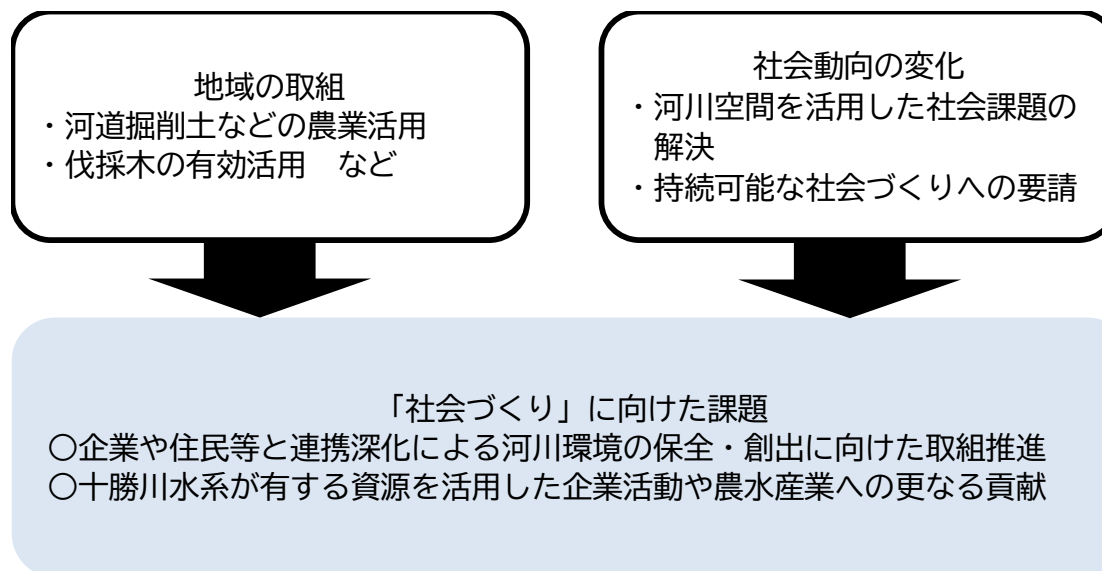 地域の取組
・河道掘削土などの農業活用
・伐採木の有効活用　など
社会動向の変化
・河川空間を活用した社会課題の
解決
・持続可能な社会づくりへの要請
「社会づくり」に向けた課題
〇企業や住民等と連携深化による河川環境の保全・創出に向けた取組推進
〇十勝川水系が有する資源を活用した企業活動や農水産業への更なる貢献